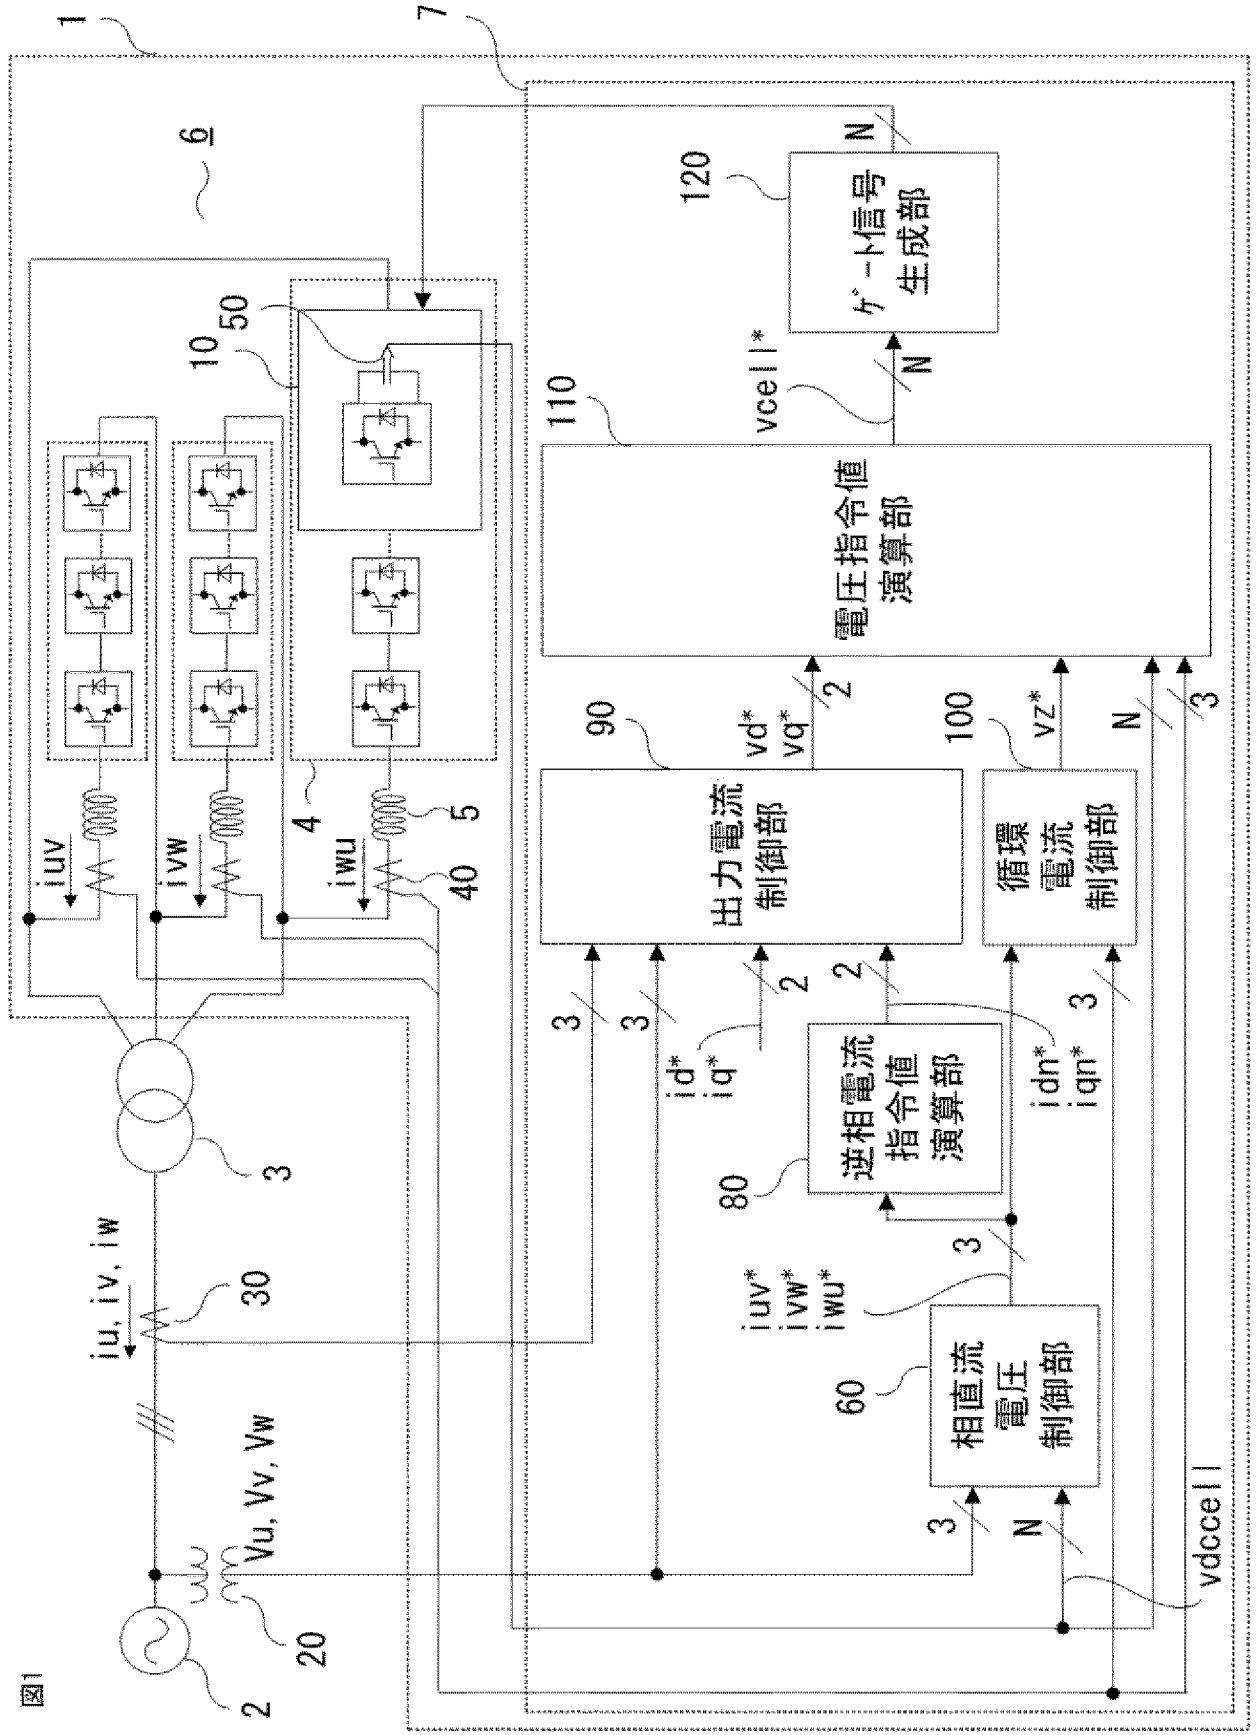 図1
1
2
Vu, Vv, Vw
20
iu, iv, iw
30
3
iuv
ivw
iwu
40
5
4
10
50
6
7
3
3
id*
iq*
2
2
idn*
iqn*
出力電流
制御部
90
vd*
vq*
2
逆相電流
指令値
演算部
80
iuv*
ivw*
iwu*
3
相直流
電圧
制御部
60
3
N
vdccell
3
循環
電流
制御部
100
vz*
N
3
電圧指令値
演算部
110
vcell*
N
ゲート信号
生成部
120
N